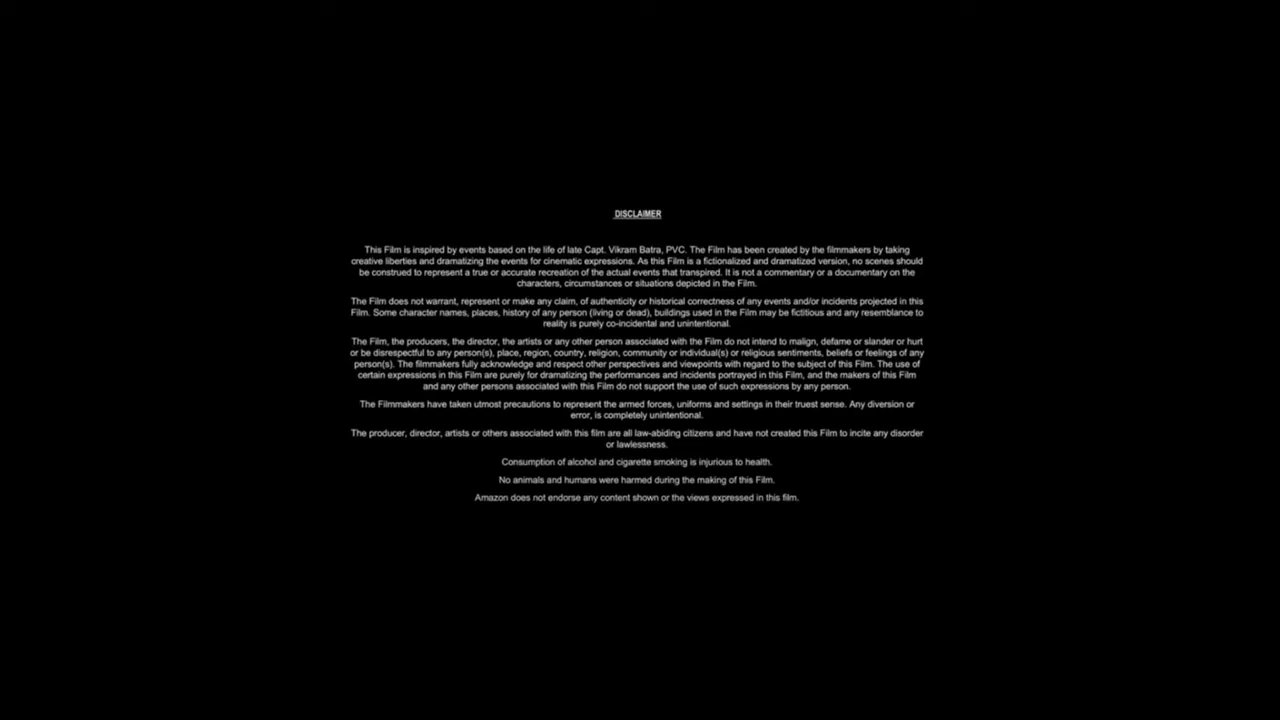 DISCLAIMER
This Film is inspired by events based on the life of late Capt. Vikram Batra, PVC. The Film has been created by the filmmakers by taking
creative liberties and dramatizing the events for cinematic expressions. As this Film is a fictionalized and dramatized version, no scenes should
be construed to represent a true or accurate recreation of the actual events that transpired. It is not a commentary or a documentary on the
characters, circumstances or situations depicted in the Film.
The Film does not warrant, represent or make any claim, of authenticity or historical correctness of any events and/or incidents projected in this
Film. Some character names, places, history of any person (living or dead), buildings used in the Film may be fictitious and any resemblance to
reality is purely co-incidental and unintentional.
The Film, the producers, the director, the artists or any other person associated with the Film do not intend to malign, defame or slander or hurt
or be disrespectful to any person(s), place, region, country, religion, community or individual(s) or religious sentiments, beliefs or feelings of any
person(s). The filmmakers fully acknowledge and respect other perspectives and viewpoints with regard to the subject of this Film. The use of
certain expressions in this Film are purely for dramatizing the performances and incidents portrayed in this Film, and the makers of this Film
and any other persons associated with this Film do not support the use of such expressions by any person.
The Filmmakers have taken utmost precautions to represent the armed forces, uniforms and settings in their truest sense. Any diversion or
error, is completely unintentional.
The producer, director, artists or others associated with this film are all law-abiding citizens and have not created this Film to incite any disorder
or lawlessness.
Consumption of alcohol and cigarette smoking is injurious to health.
No animals and humans were harmed during the making of this Film.
Amazon does not endorse any content shown or the views expressed in this film.